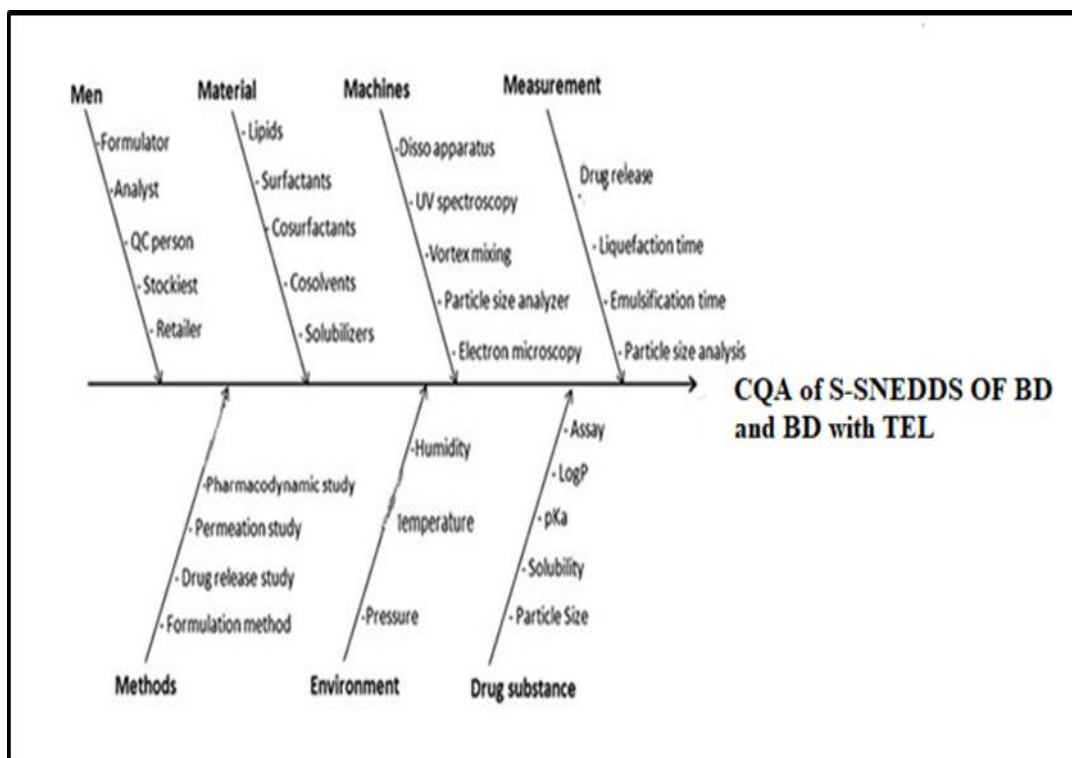 Men
Material
Machines
Measurement
-Formulator
-Analyst
-QC person
-Stockiest
-Retailer
-Lipids
-Surfactants
-Cosurfactants
-Cosolvents
-Solubilizers
-Disso apparatus
-UV spectroscopy
-Vortex mixing
-Particle size analyzer
-Electron microscopy
Drug release
-Liquefaction time
-Emulsification time
-Particle size analysis
CQA of S-SNEDDS OF BD
and BD with TEL
-Pharmacodynamic study
-Permeation study
-Drug release study
-Formulation method
-Humidity
Temperature
-Pressure
-Assay
-LogP
-pKa
-Solubility
-Particle Size
Methods
Environment
Drug substance